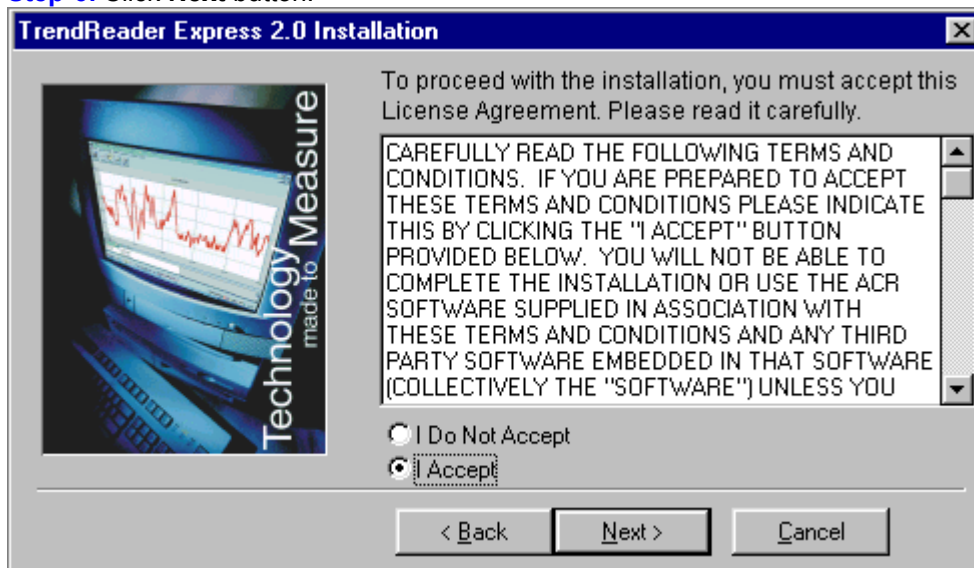 TrendReader Express 2.0 Installation
To proceed with the installation, you must accept this
License Agreement. Please read it carefully.
CAREFULLY READ THE FOLLOWING TERMS AND
CONDITIONS. IF YOU ARE PREPARED TO ACCEPT
THESE TERMS AND CONDITIONS PLEASE INDICATE
THIS BY CLICKING THE "I ACCEPT" BUTTON
PROVIDED BELOW. YOU WILL NOT BE ABLE TO
COMPLETE THE INSTALLATION OR USE THE ACR
SOFTWARE SUPPLIED IN ASSOCIATION WITH
THESE TERMS AND CONDITIONS AND ANY THIRD
PARTY SOFTWARE EMBEDDED IN THAT SOFTWARE
(COLLECTIVELY THE "SOFTWARE") UNLESS YOU
Technology made to Measure
I Do Not Accept
I Accept
< Back
Next >
Cancel